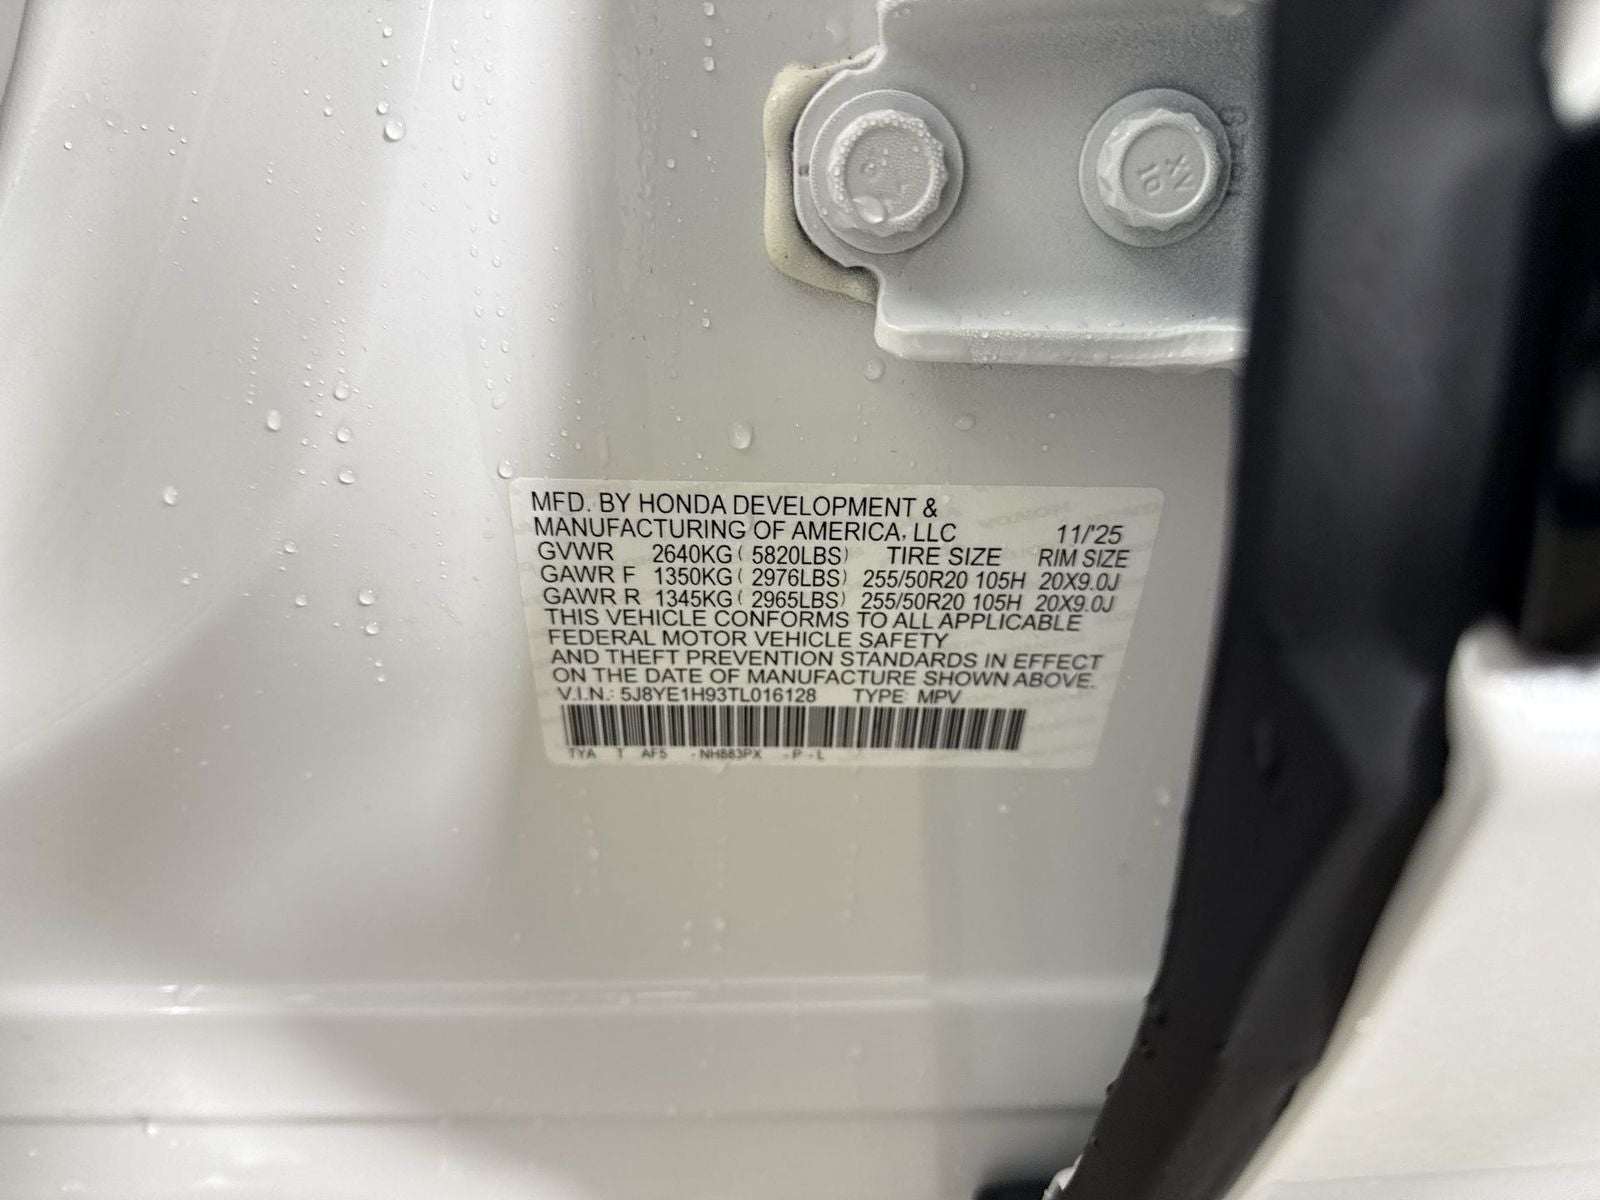 XV
10
MFD. BY HONDA DEVELOPMENT &
MANUFACTURING OF AMERICA, LLC 11/'25
GVWR 2640KG ( 5820LBS) TIRE SIZE RIM SIZE
GAWR F 1350KG ( 2976LBS) 255/50R20 105H 20X9.0J
GAWR R 1345KG ( 2965LBS) 255/50R20 105H 20X9.0J
THIS VEHICLE CONFORMS TO ALL APPLICABLE
FEDERAL MOTOR VEHICLE SAFETY
AND THEFT PREVENTION STANDARDS IN EFFECT
ON THE DATE OF MANUFACTURE SHOWN ABOVE.
V.I.N.: 5J8YE1H93TL016128 TYPE: MPV
TYA T AF5 -NH883PX -P-L